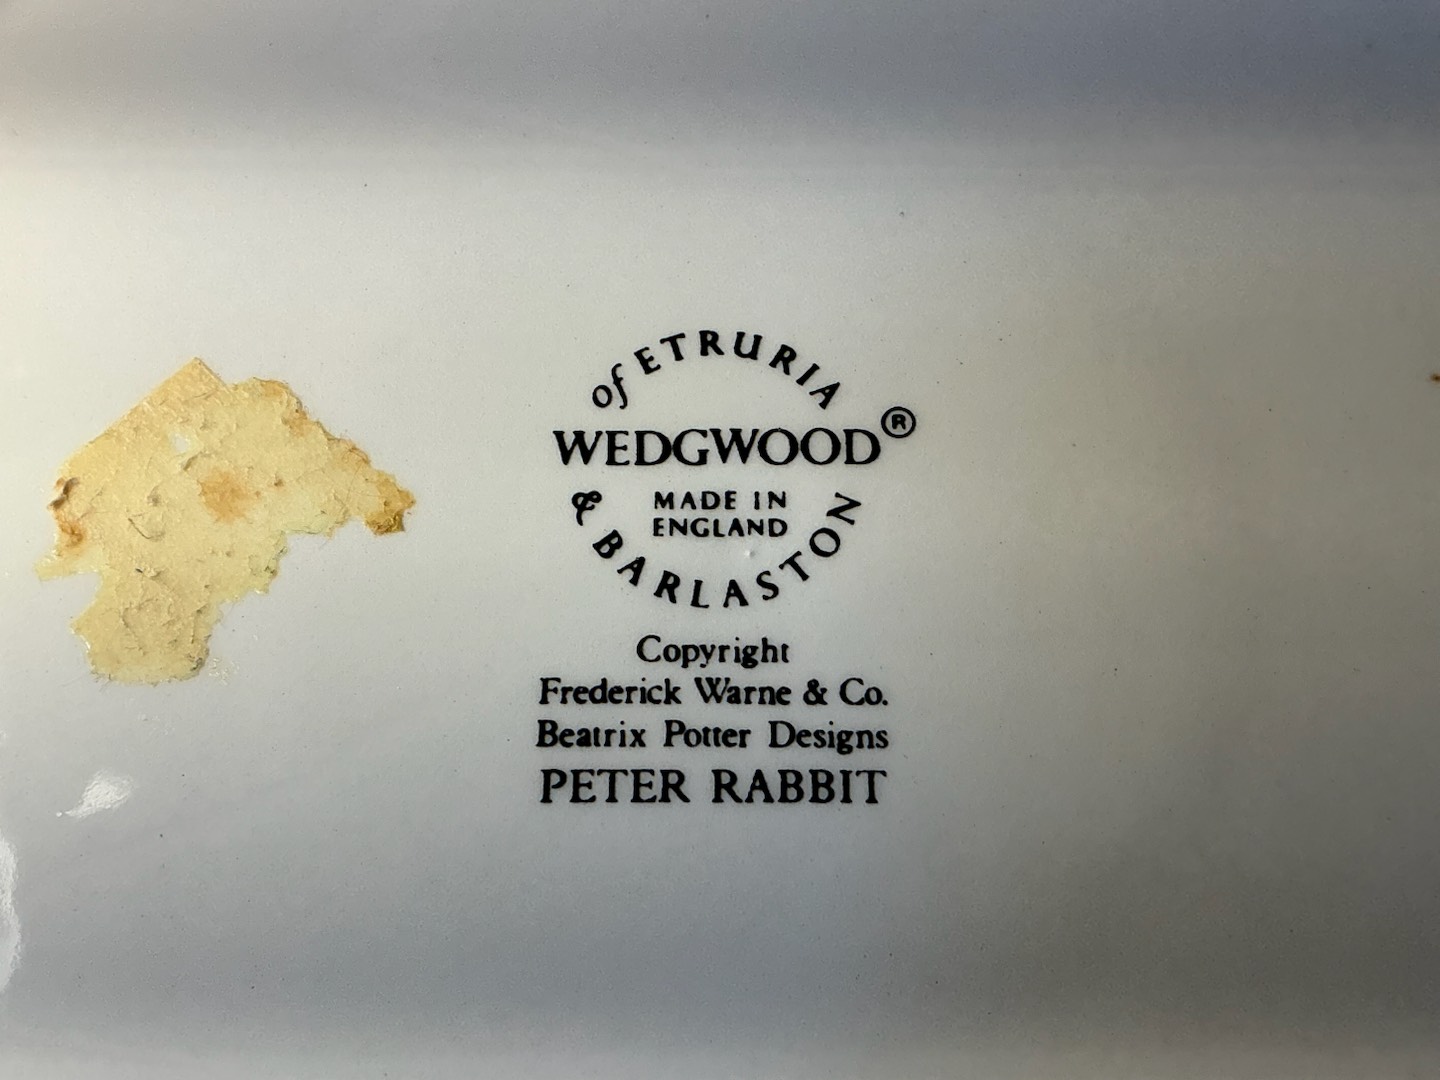 of ETRURIA
WEDGWOOD®
MADE IN
ENGLAND
& BARLASTON
Copyright
Frederick Warne & Co.
Beatrix Potter Designs
PETER RABBIT